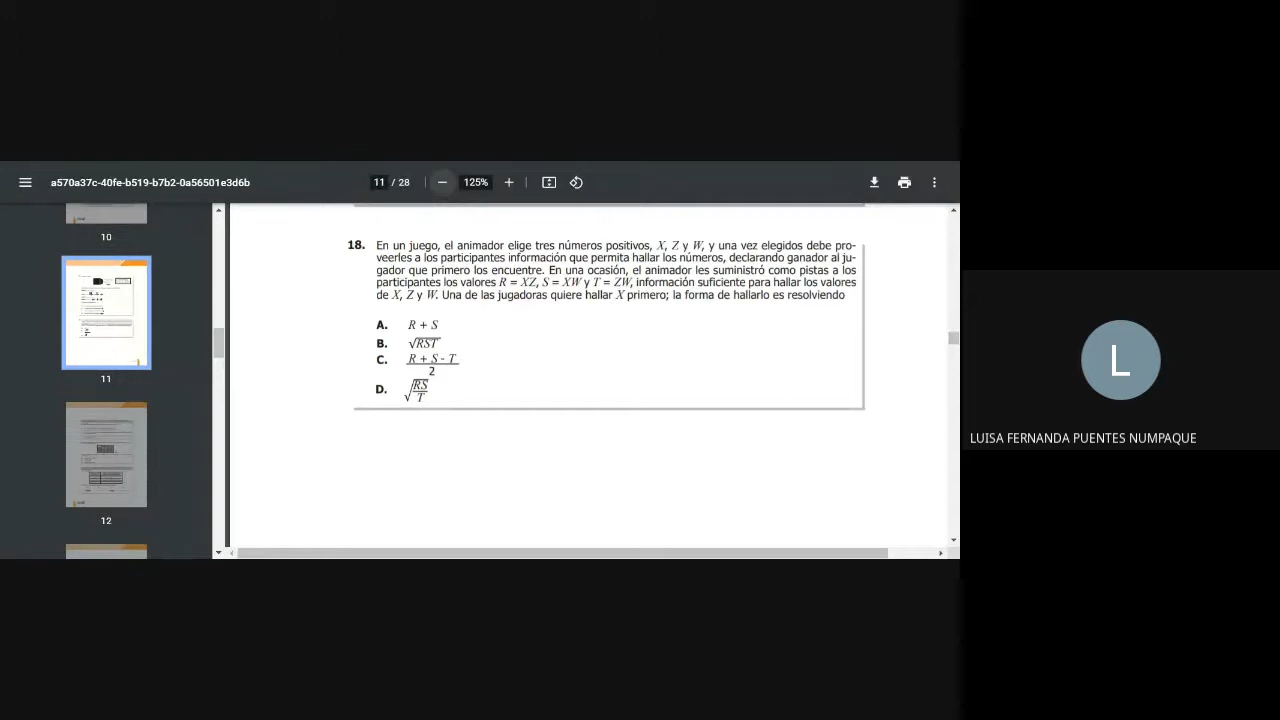 a570a37c-40fe-b519-b7b2-0a56501e3d6b
11 / 28
125%
10
11
12
18. En un juego, el animador elige tres números positivos, X, Z y W, y una vez elegidos debe pro-
veerles a los participantes información que permita hallar los números, declarando ganador al ju-
gador que primero los encuentre. En una ocasión, el animador les suministró como pistas a los
participantes los valores R = XZ, S = XW y T = ZW, información suficiente para hallar los valores
de X, Z y W. Una de las jugadoras quiere hallar X primero; la forma de hallarlo es resolviendo
A. R + S
B. √RST
C. R + S - T
2
D. √RS
T
L
LUISA FERNANDA PUENTES NUMPAQUE